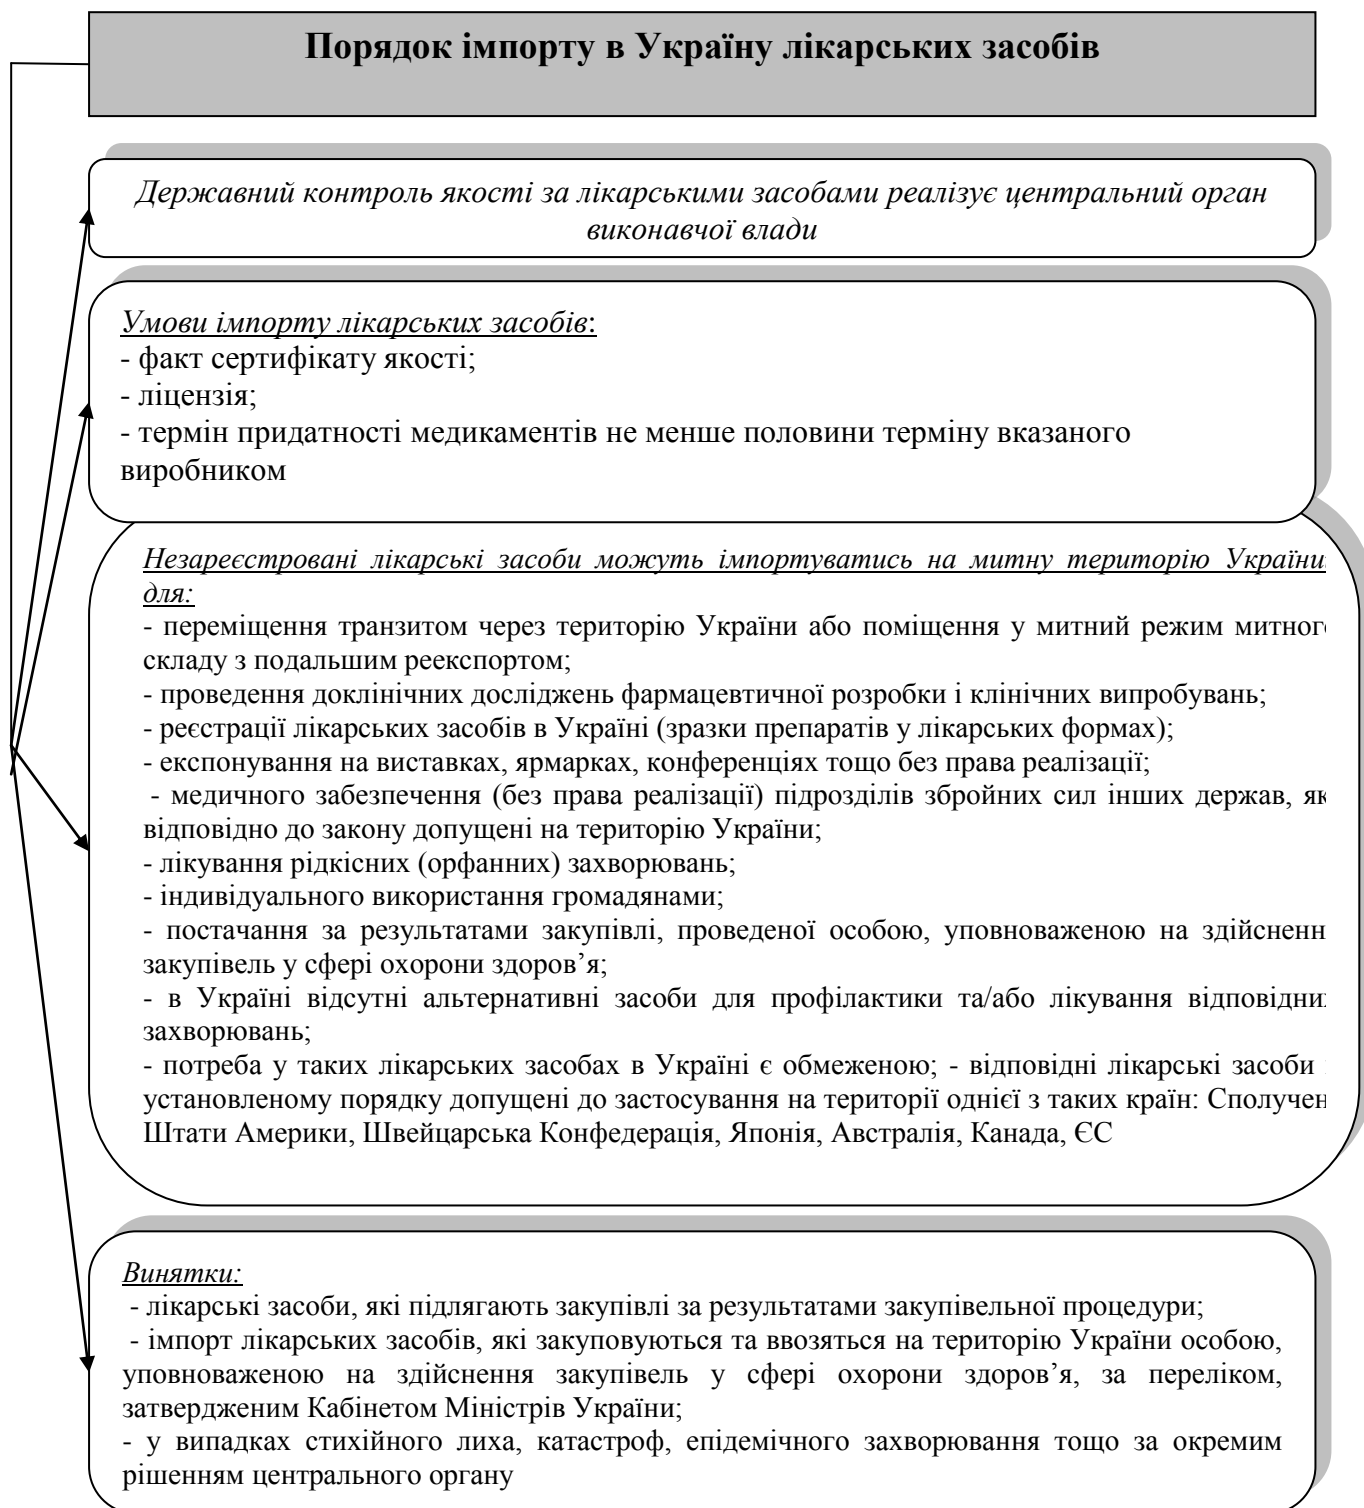 Порядок імпорту в Україну лікарських засобів
Державний контроль якості за лікарськими засобами реалізує центральний орган
виконавчої влади
Умови імпорту лікарських засобів:
- факт сертифікату якості;
- ліцензія;
- термін придатності медикаментів не менше половини терміну вказаного
виробником
Незареєстровані лікарські засоби можуть імпортуватись на митну територію України
для:
- переміщення транзитом через територію України або поміщення у митний режим митного
складу з подальшим реекспортом;
- проведення доклінічних досліджень фармацевтичної розробки і клінічних випробувань;
- реєстрації лікарських засобів в Україні (зразки препаратів у лікарських формах);
- експонування на виставках, ярмарках, конференціях тощо без права реалізації;
- медичного забезпечення (без права реалізації) підрозділів збройних сил інших держав, як
відповідно до закону допущені на територію України;
- лікування рідкісних (орфанних) захворювань;
- індивідуального використання громадянами;
- постачання за результатами закупівлі, проведеної особою, уповноваженою на здійсненн
закупівель у сфері охорони здоров’я;
- в Україні відсутні альтернативні засоби для профілактики та/або лікування відповідних
захворювань;
- потреба у таких лікарських засобах в Україні є обмеженою; - відповідні лікарські засоби
установленому порядку допущені до застосування на території однієї з таких країн: Сполучен
Штати Америки, Швейцарська Конфедерація, Японія, Австралія, Канада, ЄС
Винятки:
- лікарські засоби, які підлягають закупівлі за результатами закупівельної процедури;
- імпорт лікарських засобів, які закуповуються та ввозяться на територію України особою,
уповноваженою на здійснення закупівель у сфері охорони здоров’я, за переліком,
затвердженим Кабінетом Міністрів України;
- у випадках стихійного лиха, катастроф, епідемічного захворювання тощо за окремим
рішенням центрального органу